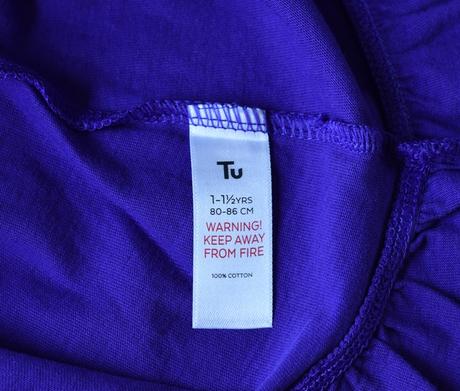 Tu
1-1½YRS
80-86 CM
WARNING!
KEEP AWAY
FROM FIRE
100% COTTON